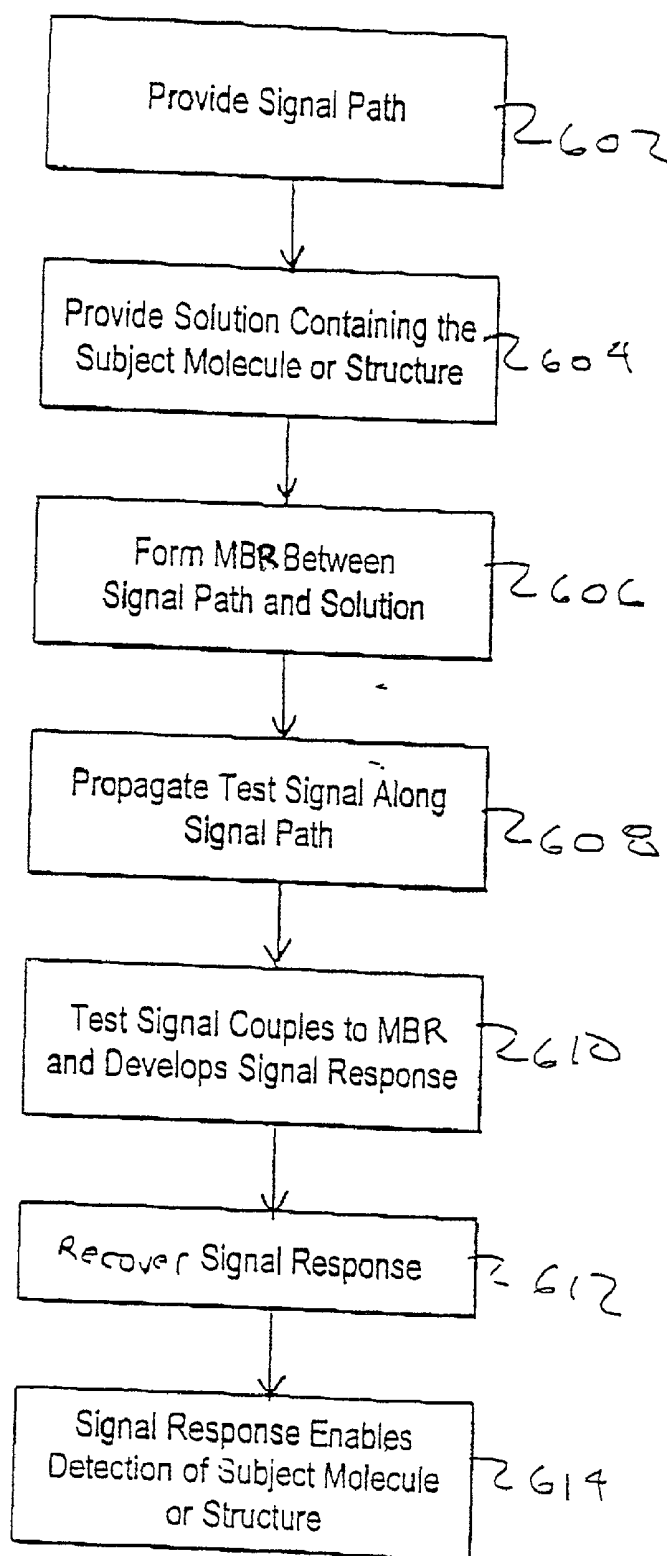 Provide Signal Path
2602
Provide Solution Containing the
Subject Molecule or Structure
2604
Form MBR Between
Signal Path and Solution
2606
Propagate Test Signal Along
Signal Path
2608
Test Signal Couples to MBR
and Develops Signal Response
2610
Recover Signal Response
2612
Signal Response Enables
Detection of Subject Molecule
or Structure
2614